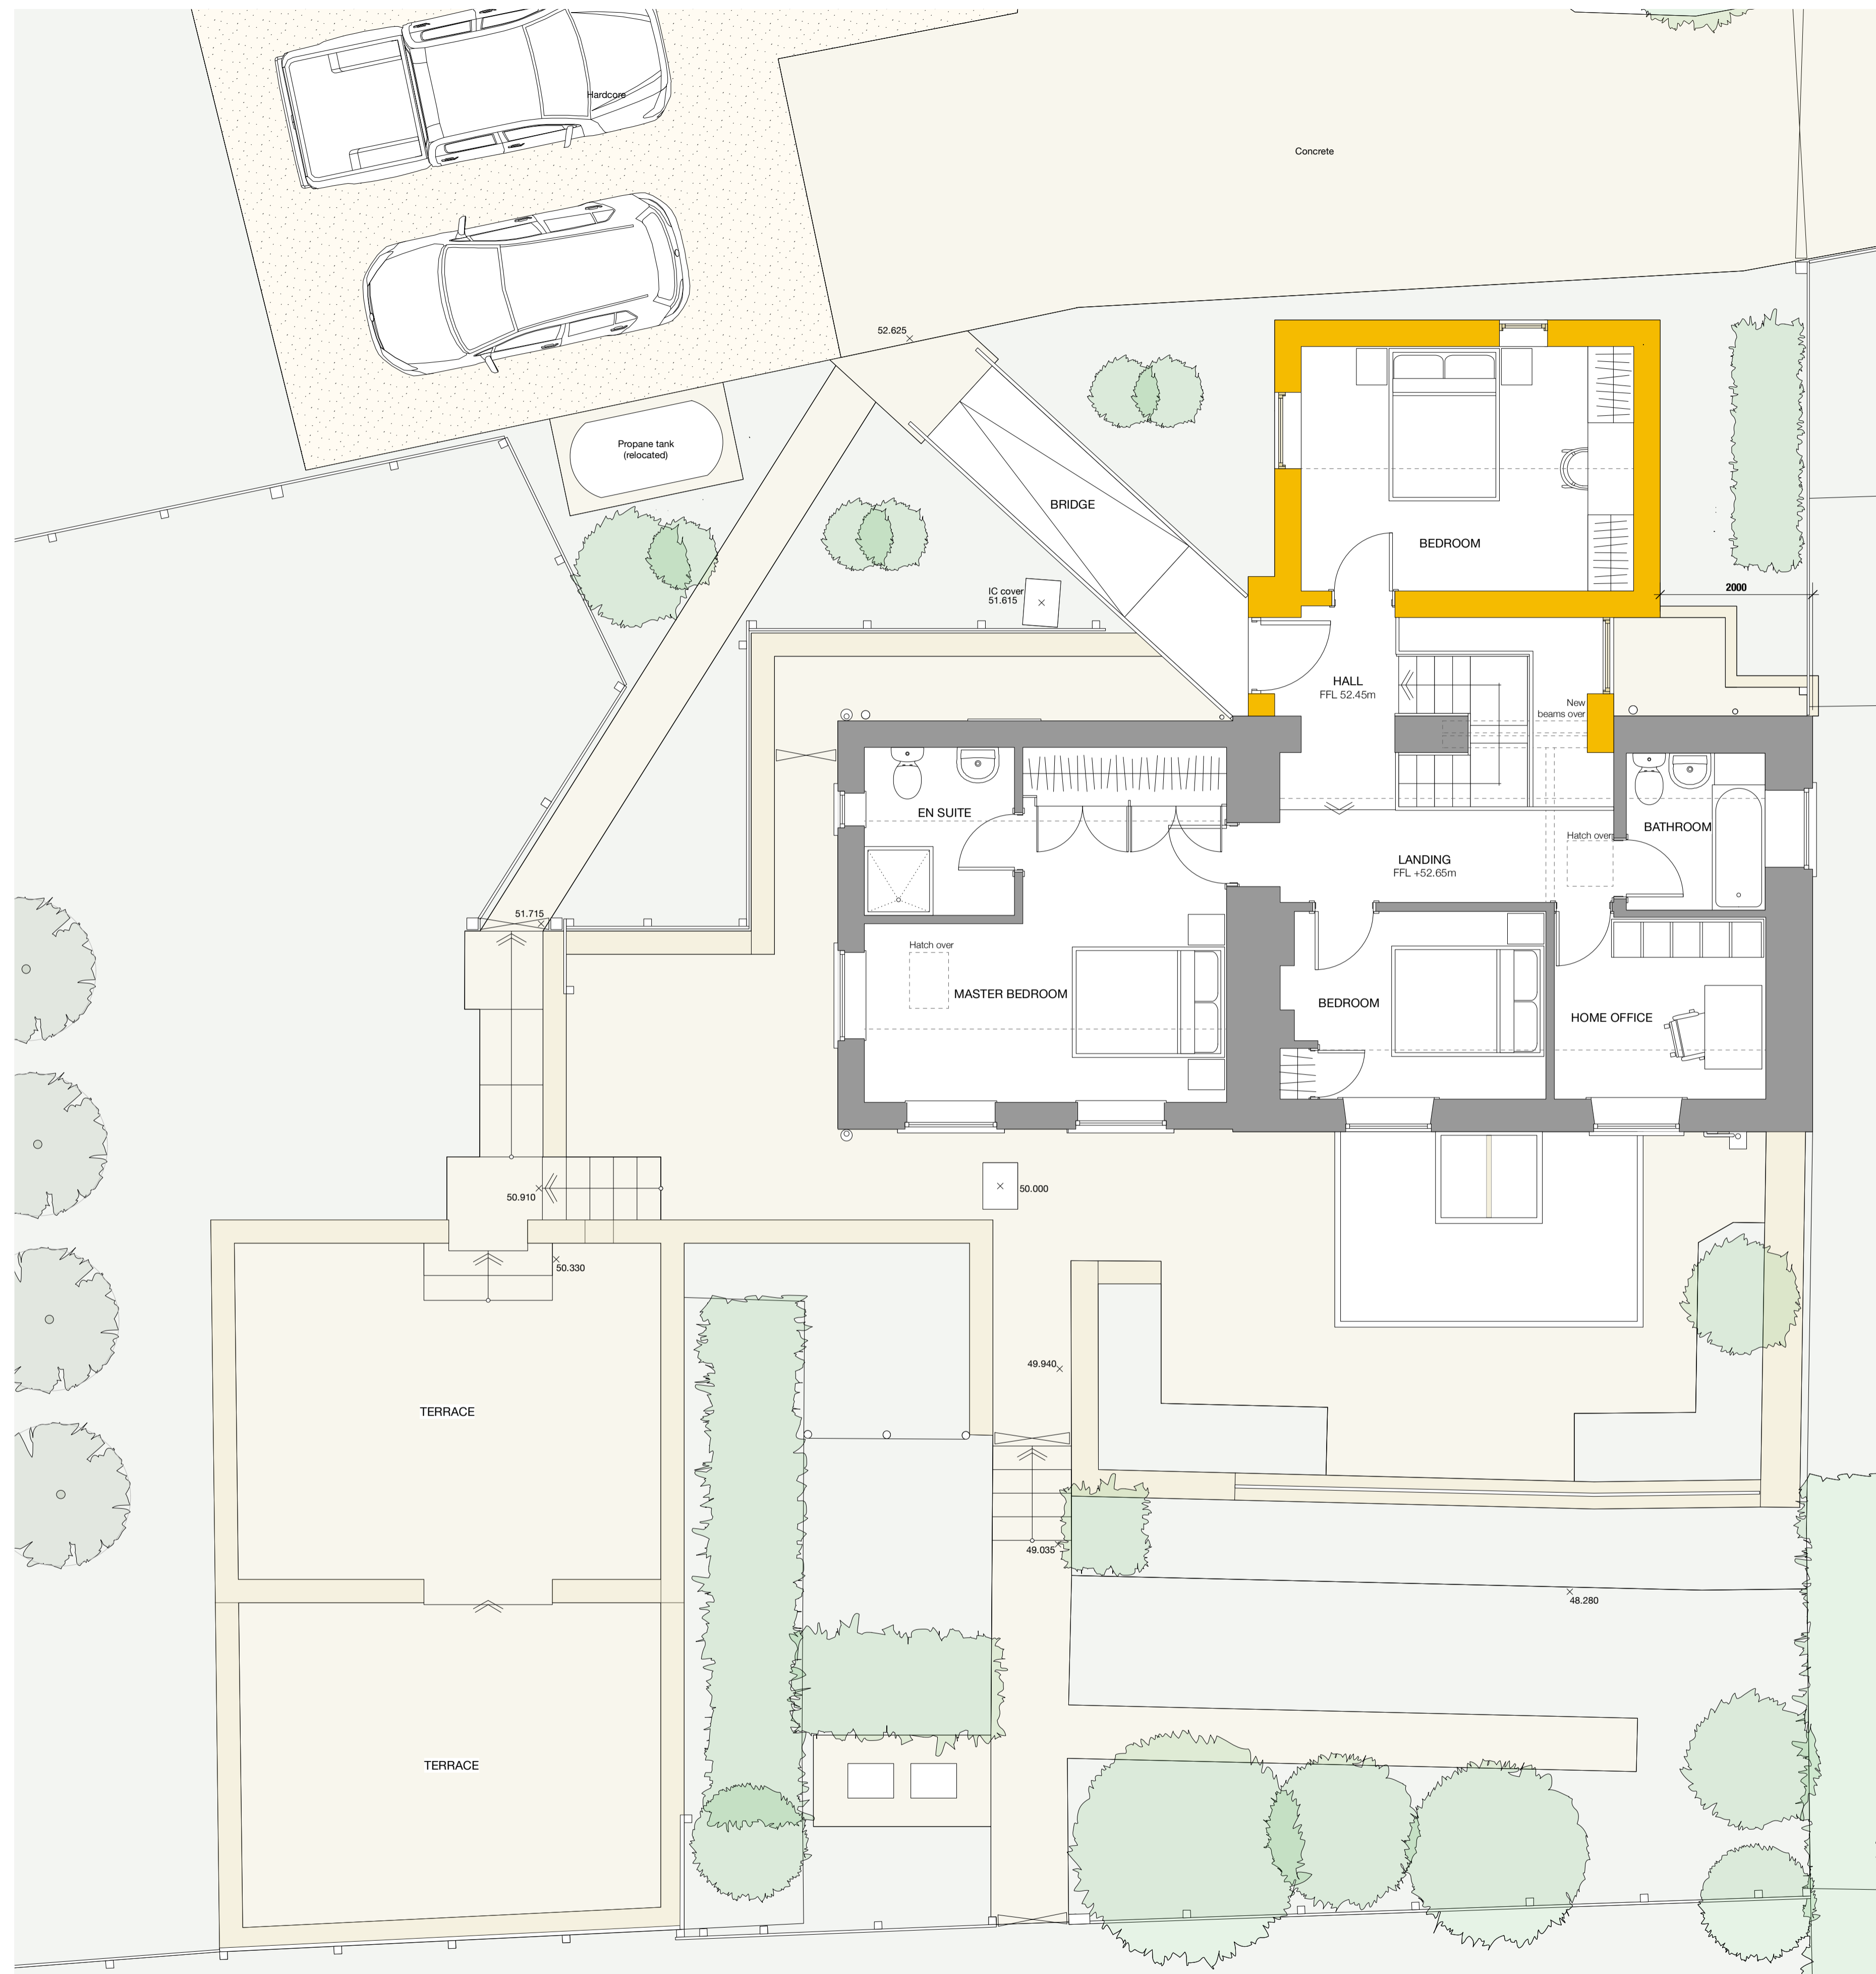 Hardcore
Concrete
52.625
Propane tank
(relocated)
BRIDGE
BEDROOM
IC cover
51.615
2000
HALL
FFL 52.45m
New
beams over
EN SUITE
Hatch over
BATHROOM
LANDING
FFL +52.65m
51.715
Hatch over
MASTER BEDROOM
BEDROOM
HOME OFFICE
50.910
50.000
50.330
49.940
TERRACE
49.035
48.280
TERRACE